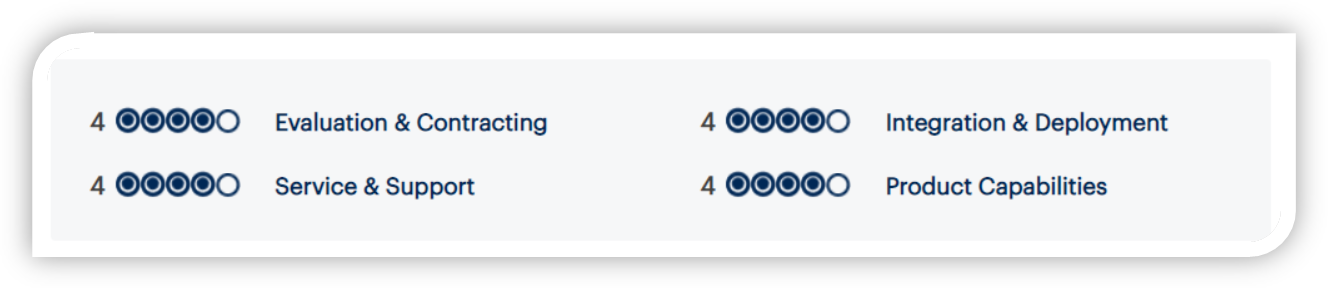 4 Evaluation & Contracting
4 Integration & Deployment
4 Service & Support
4 Product Capabilities